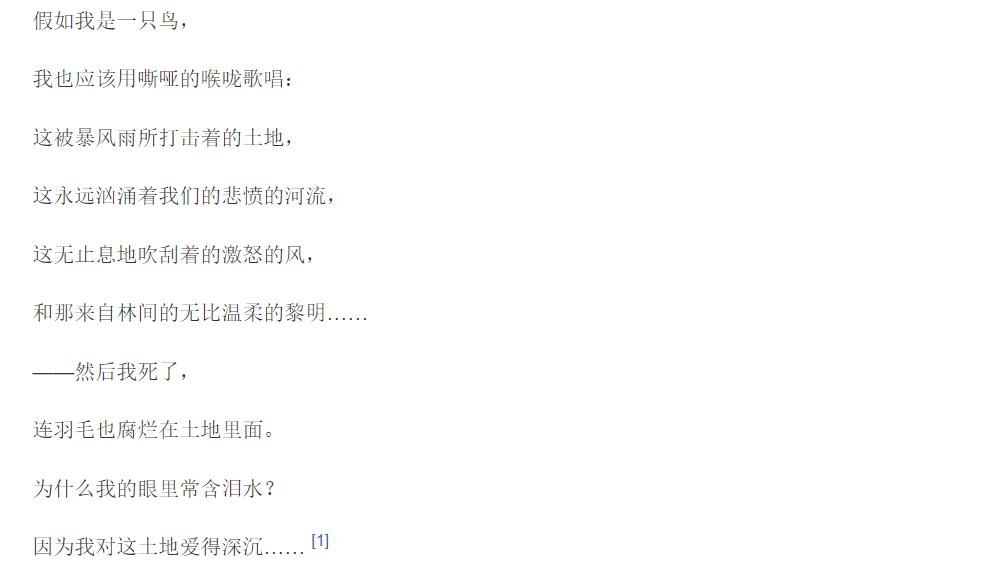 假如我是一只鸟，
我也应该用嘶哑的喉咙歌唱：
这被暴风雨所打击着的土地，
这永远汹涌着我们的悲愤的河流，
这无止息地吹刮着的激怒的风，
和那来自林间的无比温柔的黎明……
——然后我死了，
连羽毛也腐烂在土地里面。
为什么我的眼里常含泪水？
因为我对这土地爱得深沉…… [1]